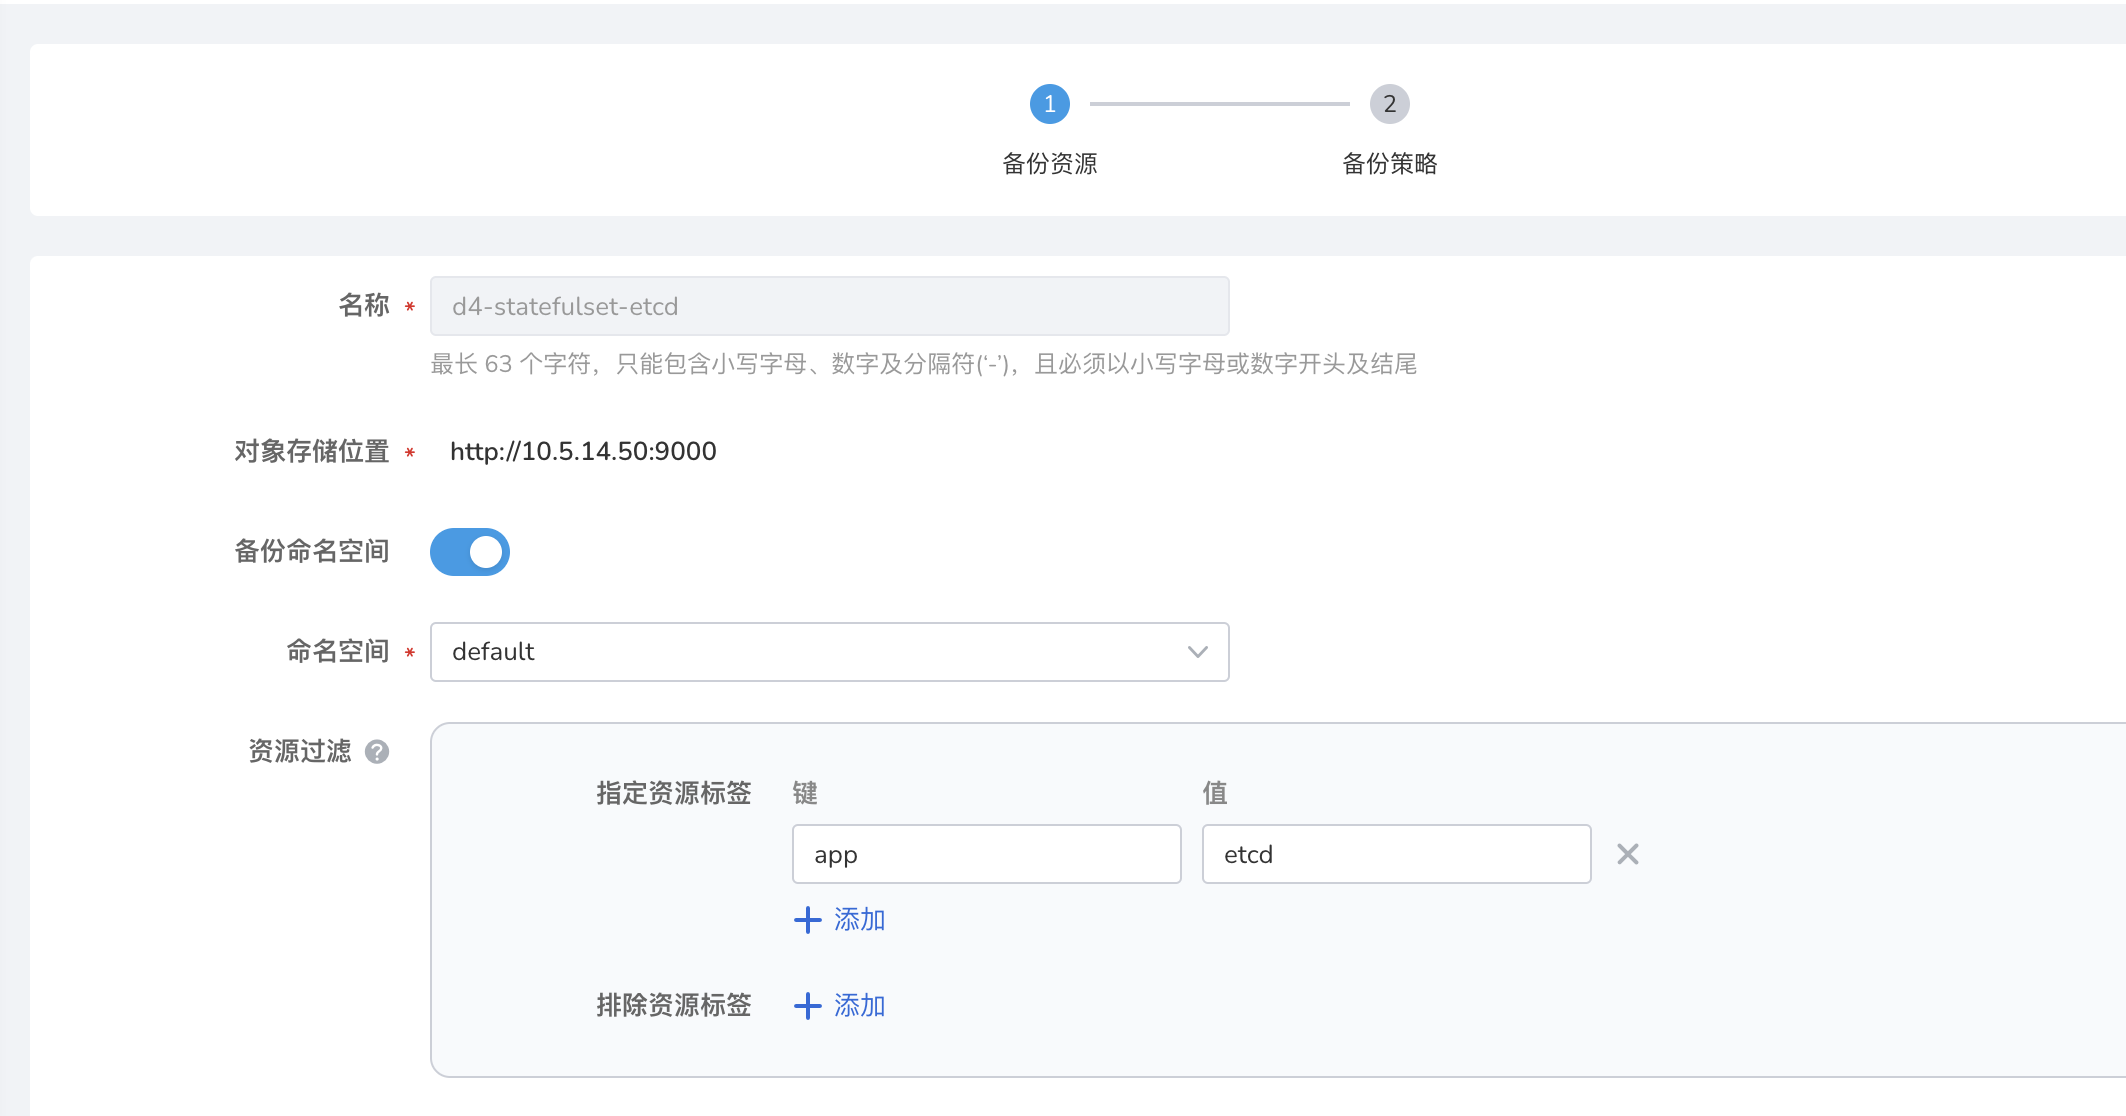 1
2
备份资源
备份策略
名称 *
d4-statefulset-etcd
最长 63 个字符，只能包含小写字母、数字及分隔符(‘-’)，且必须以小写字母或数字开头及结尾
对象存储位置 *
http://10.5.14.50:9000
备份命名空间
命名空间 *
default
资源过滤 ?
指定资源标签 键 值
app etcd
添加
排除资源标签 添加